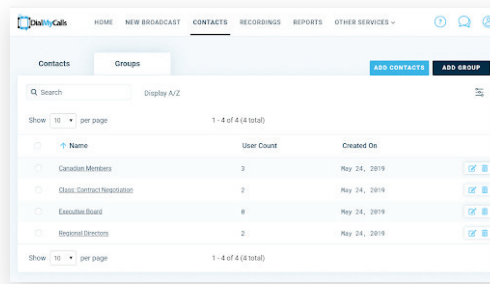 DialMyCalls HOME NEW BROADCAST CONTACTS RECORDINGS REPORTS OTHER SERVICES ?
Contacts Groups ADD CONTACTS ADD GROUP
Search Display A/Z
Show 10 per page 1 - 4 of 4 (4 total)
Name User Count Created On
Canadian Members 3 May 24, 2019
Class: Contract Negotiation 2 May 24, 2019
Executive Board 8 May 24, 2019
Regional Directors 2 May 24, 2019
Show 10 per page 1 - 4 of 4 (4 total)